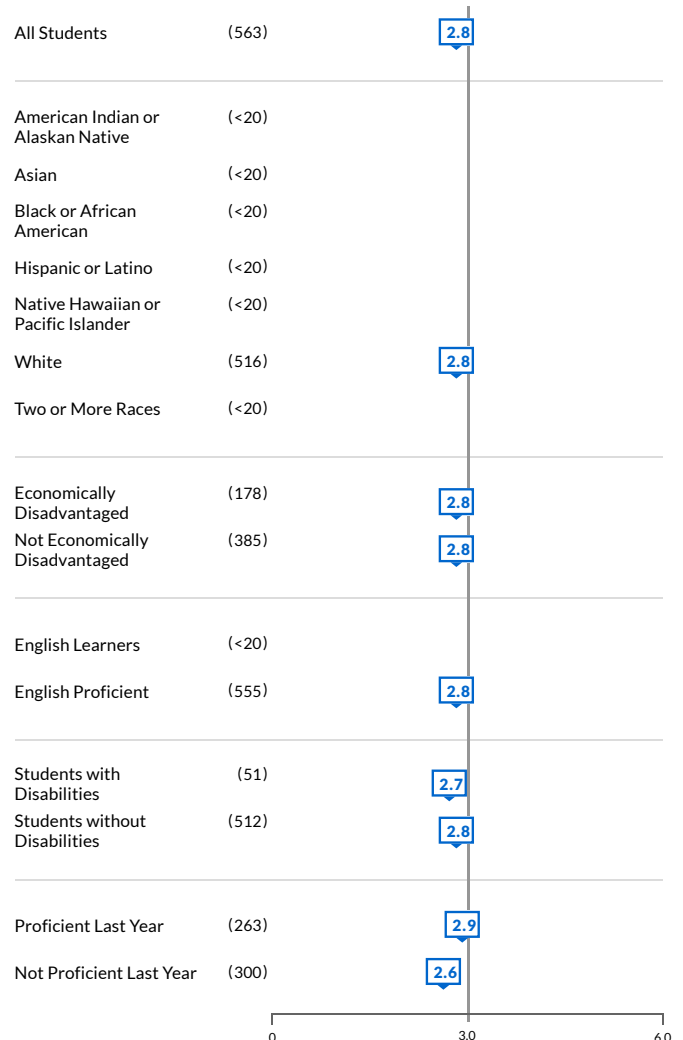 All Students (563) 2.8
American Indian or (<20)
Alaskan Native
Asian (<20)
Black or African (<20)
American
Hispanic or Latino (<20)
Native Hawaiian or (<20)
Pacific Islander
White (516) 2.8
Two or More Races (<20)
Economically (178) 2.8
Disadvantaged
Not Economically (385) 2.8
Disadvantaged
English Learners (<20)
English Proficient (555) 2.8
Students with (51) 2.7
Disabilities
Students without (512) 2.8
Disabilities
Proficient Last Year (263) 2.9
Not Proficient Last Year (300) 2.6
0 3.0 6.0